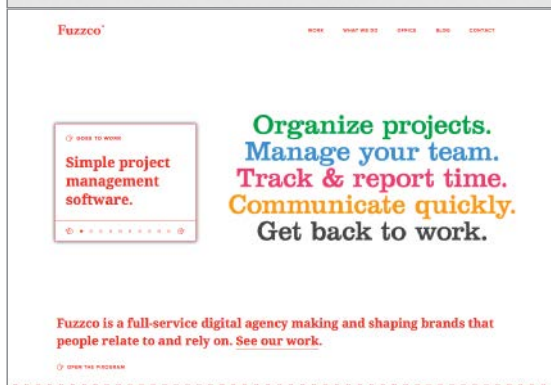 Fuzzco
WORK WHAT WE DO OFFICE BLOG CONTACT
GOES TO WORK
Simple project
management
software.
Organize projects.
Manage your team.
Track & report time.
Communicate quickly.
Get back to work.
Fuzzco is a full-service digital agency making and shaping brands that
people relate to and rely on. See our work.
OPEN THE PROGRAM